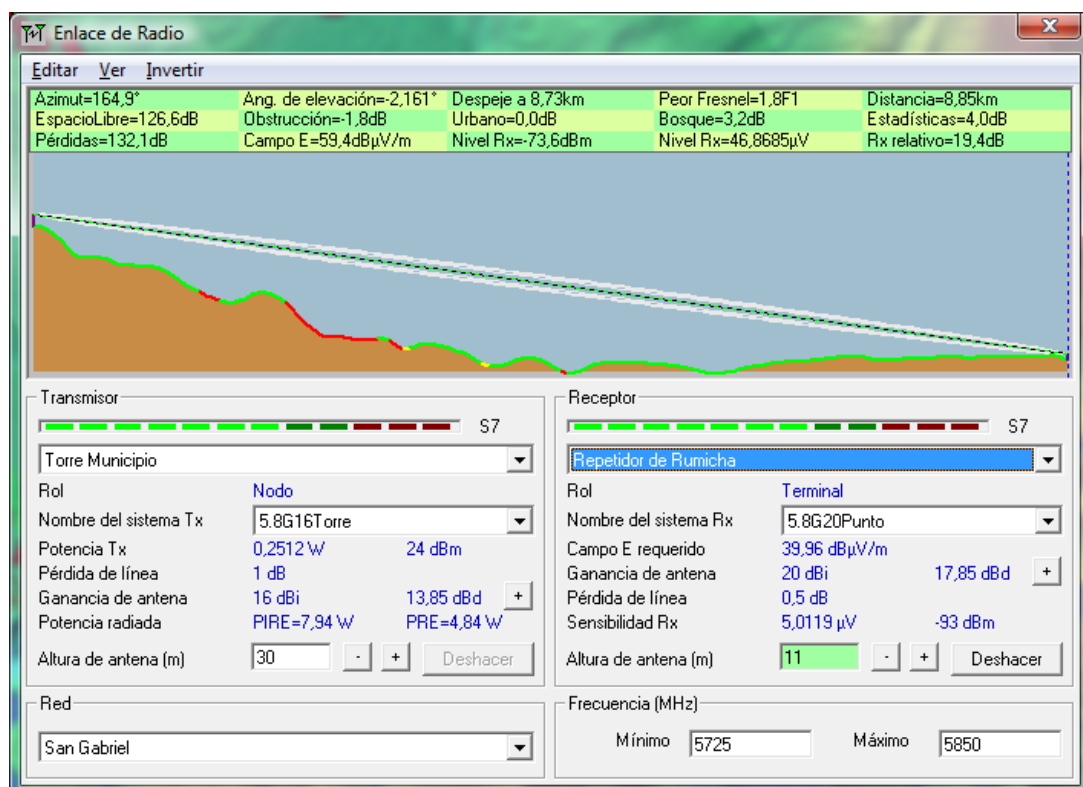 Enlace de Radio
Editar Ver Invertir
Azimut=164,9° Ang. de elevación=-2,161° Despeje a 8,73km Peor Fresnel=1,8F1 Distancia=8,85km
EspacioLibre=126,6dB Obstrucción=-1,8dB Urbano=0,0dB Bosque=3,2dB Estadísticas=4,0dB
Pérdidas=132,1dB Campo E=59,4dBµV/m Nivel Rx=-73,6dBm Nivel Rx=46,8685µV Rx relativo=19,4dB
Transmisor
S7
Torre Municipio
Rol Nodo
Nombre del sistema Tx 5.8G16Torre
Potencia Tx 0,2512 W 24 dBm
Pérdida de línea 1 dB
Ganancia de antena 16 dBi 13,85 dBd +
Potencia radiada PIRE=7,94 W PRE=4,84 W
Altura de antena (m) 30 - + Deshacer
Receptor
S7
Repetidor de Rumicha
Rol Terminal
Nombre del sistema Rx 5.8G20Punto
Campo E requerido 39,96 dBµV/m
Ganancia de antena 20 dBi 17,85 dBd +
Pérdida de línea 0,5 dB
Sensibilidad Rx 5,0119 µV -93 dBm
Altura de antena (m) 11 - + Deshacer
Red
San Gabriel
Frecuencia (MHz)
Mínimo 5725 Máximo 5850